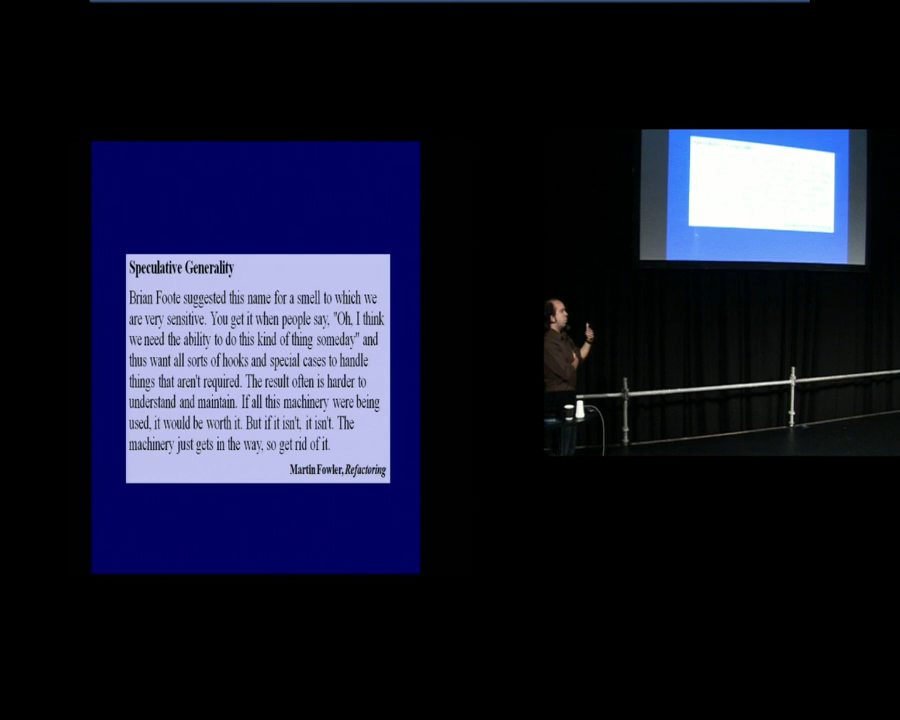 Speculative Generality
Brian Foote suggested this name for a smell to which we
are very sensitive. You get it when people say, "Oh, I think
we need the ability to do this kind of thing someday" and
thus want all sorts of hooks and special cases to handle
things that aren't required. The result often is harder to
understand and maintain. If all this machinery were being
used, it would be worth it. But if it isn't, it isn't. The
machinery just gets in the way, so get rid of it.
Martin Fowler, Refactoring